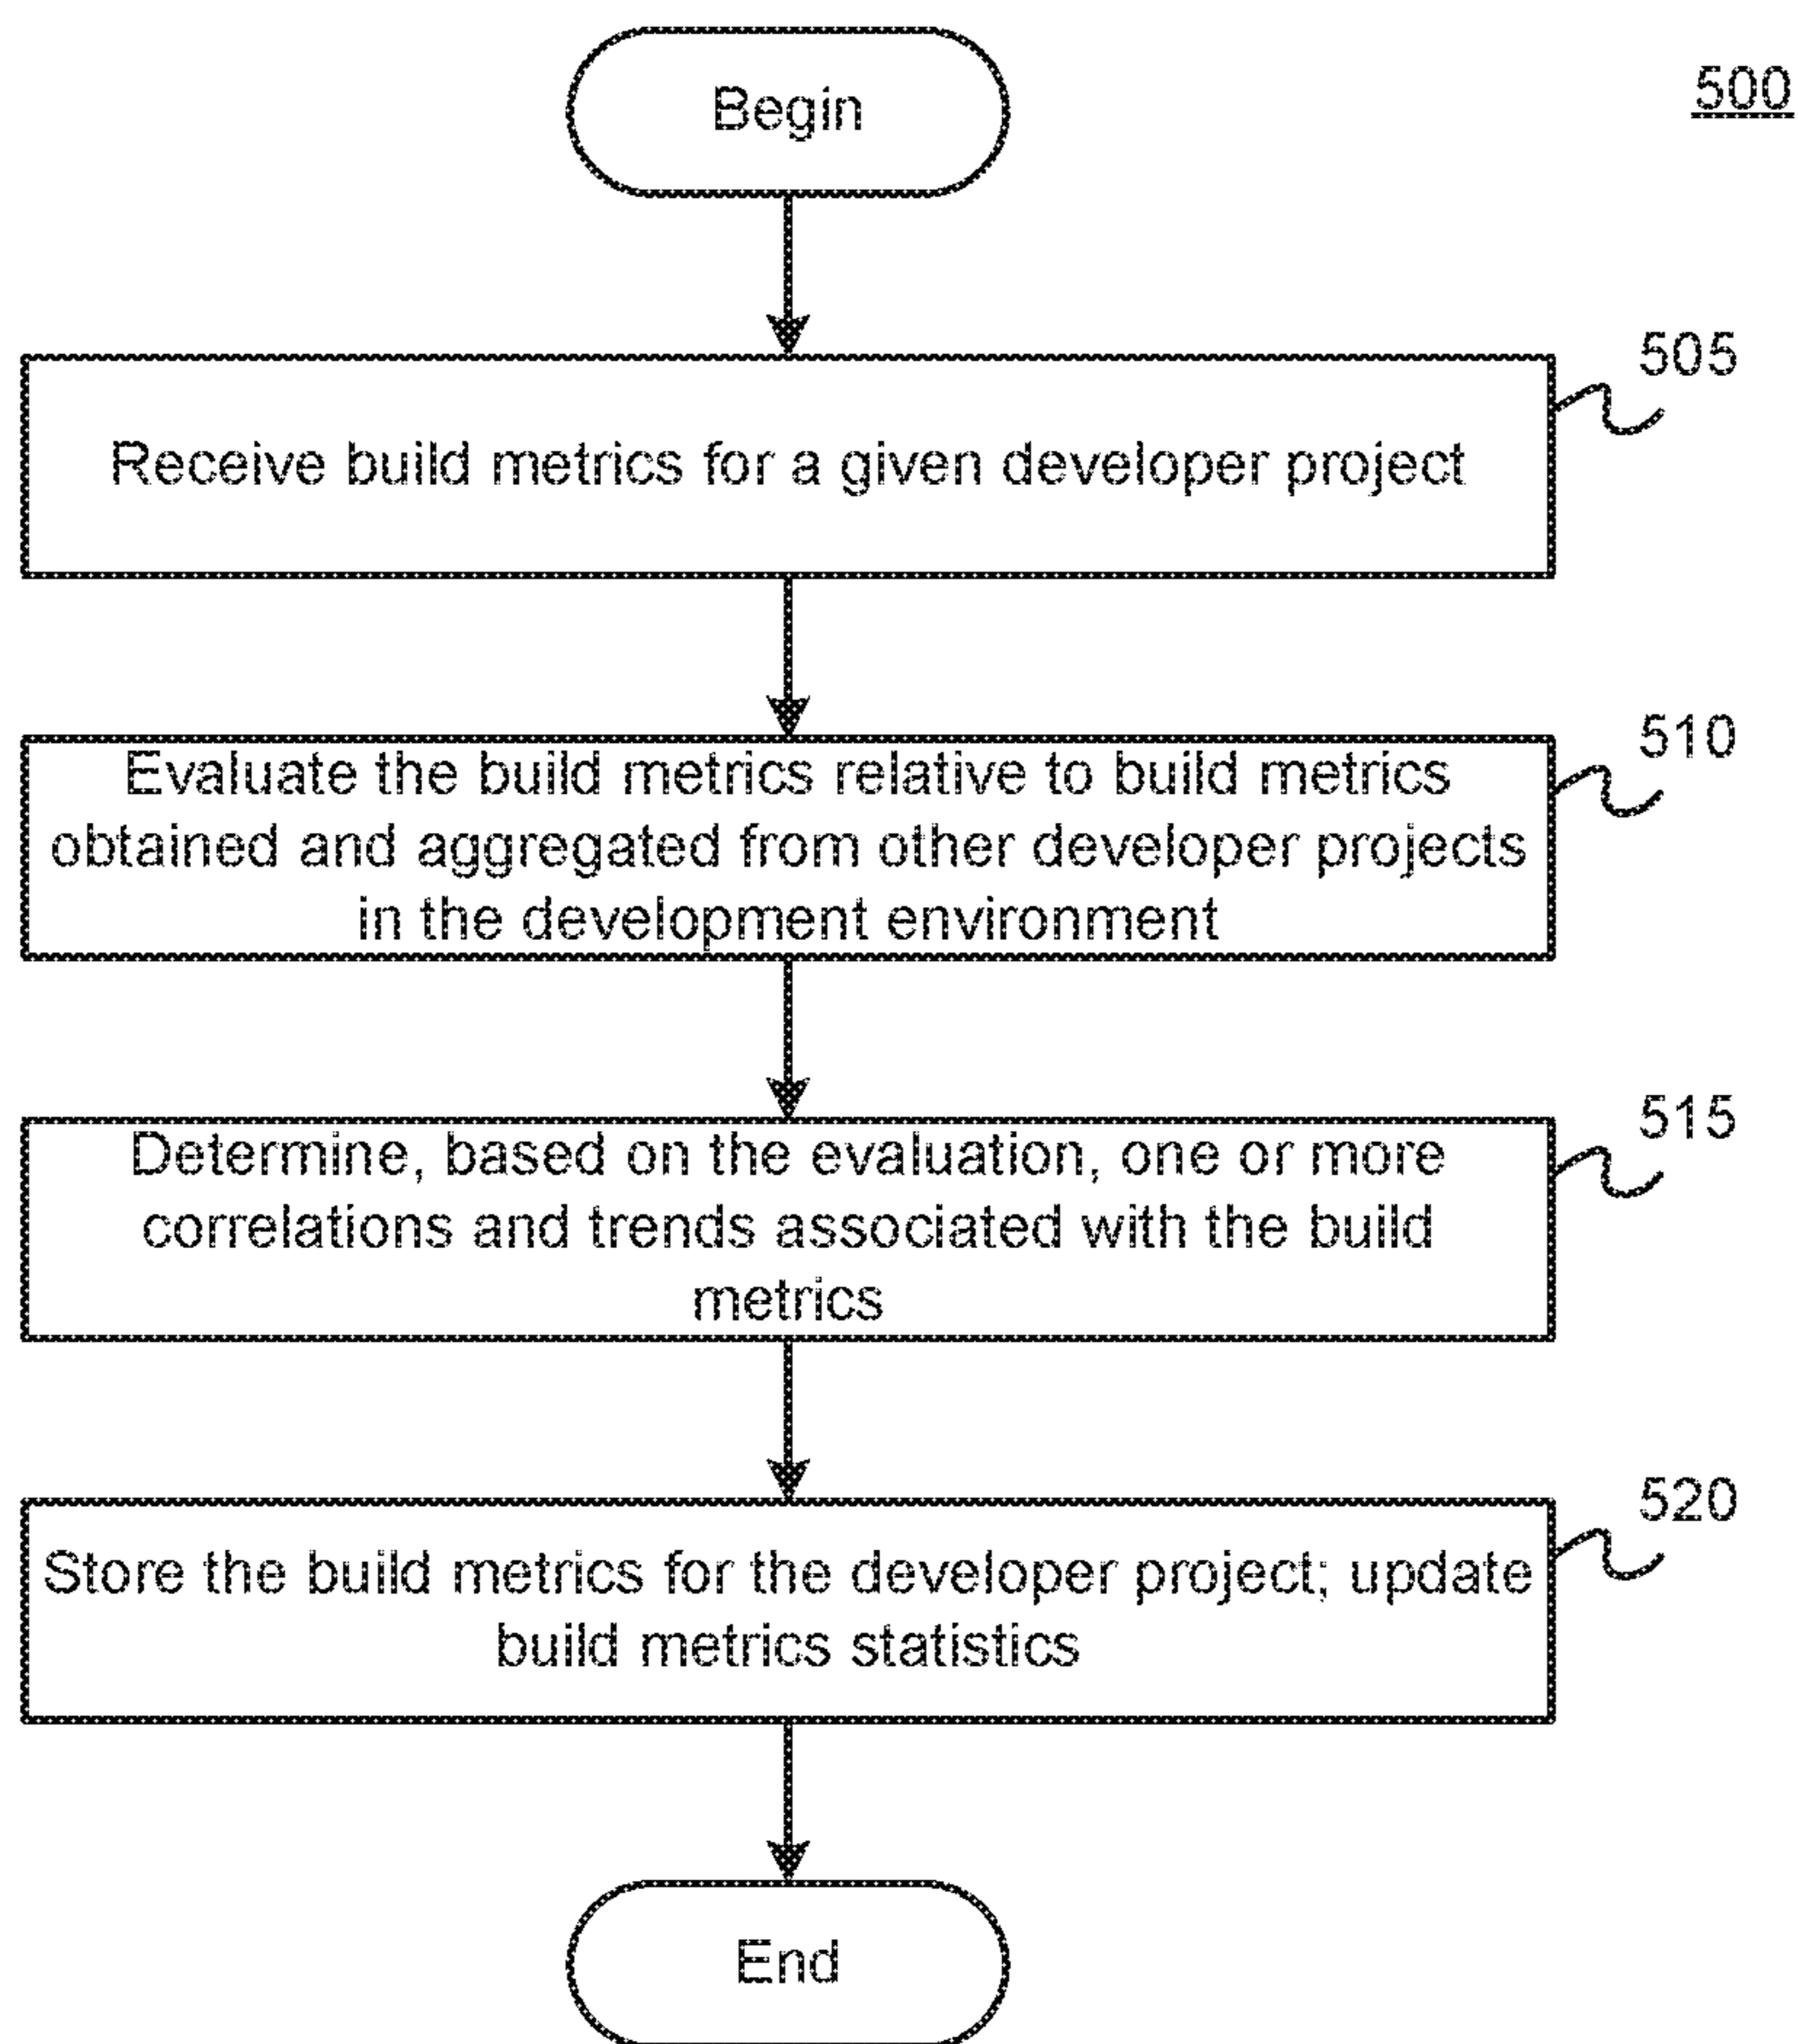 Begin
500
505
Receive build metrics for a given developer project
510
Evaluate the build metrics relative to build metrics
obtained and aggregated from other developer projects
in the development environment
515
Determine, based on the evaluation, one or more
correlations and trends associated with the build
metrics
520
Store the build metrics for the developer project; update
build metrics statistics
End